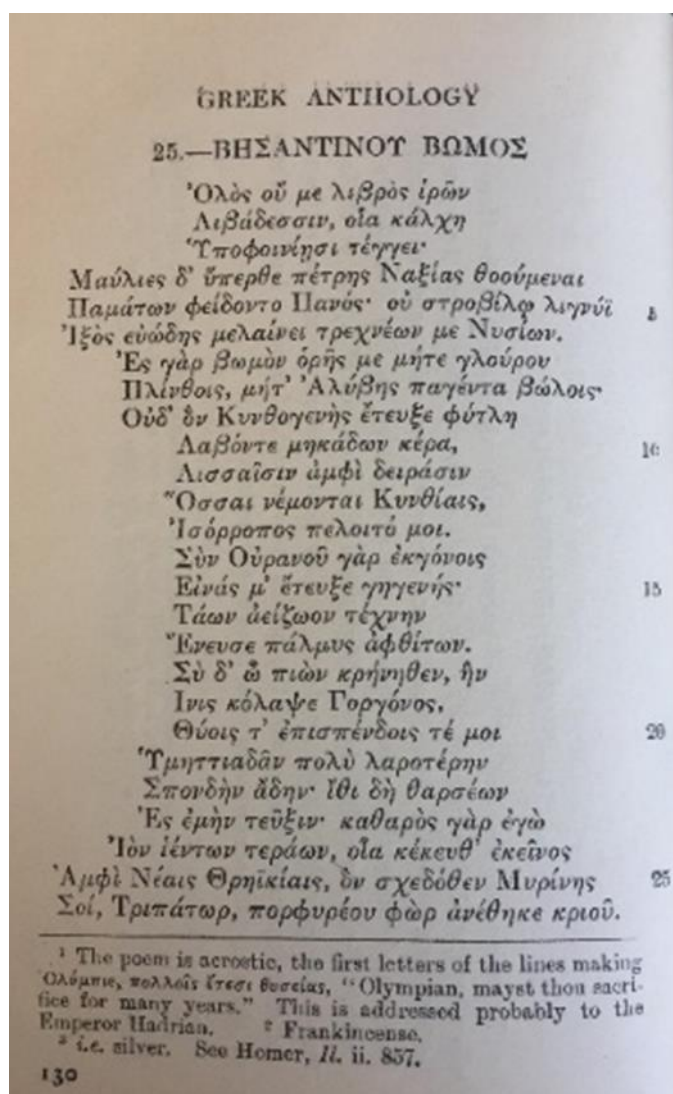 GREEK ANTHOLOGY
25.—ΒΗΣΑΝΤΙΝΟΥ ΒΩΜΟΣ
Ὀλὸς οὔ με λιβρὸς ἱρῶν
Λιβάδεσσιν, οἷα κάλχη
Ὑποφοινίῃσι τέγγει·
Μαύλιες δ’ ὕπερθε πέτρης Ναξίας θοούμεναι
Παμάτων φείδοντο Πανός· οὐ στροβίλῳ λιγνύϊ 5
Ἰξὸς εὐώδης μελαίνει τρεχνέων με Νυσίων.
Ἐς γὰρ βωμὸν ὁρῇς με μήτε γλούρου
Πλίνθοις, μήτ’ Ἀλύβης παγέντα βώλοις·
Οὐδ’ ὃν Κυνθογενὴς ἔτευξε φύτλη
Λαβόντε μηκάδων κέρα, 10
Λισσαῖσιν ἀμφὶ δειράσιν
Ὅσσαι νέμονται Κυνθίαις,
Ἰσόρροπος πέλοιτό μοι.
Σὺν Οὐρανοῦ γὰρ ἐκγόνοις
Εἰνάς μ’ ἔτευξε γηγενής· 15
Τάων ἀείζωον τέχνην
Ἔνευσε πάλμυς ἀφθίτων.
Σὺ δ’ ὦ πιὼν κρήνηθεν, ἣν
Ἶνις κόλαψε Γοργόνος,
Θύοις τ’ ἐπισπένδοις τέ μοι 20
Ὑμηττιαδᾶν πολὺ λαροτέρην
Σπονδὴν ἄδην· ἴθι δὴ θαρσέων
Ἐς ἐμὴν τεῦξιν· καθαρὸς γὰρ ἐγὼ
Ἰὸν ἱέντων τεράων, οἷα κέκευθ’ ἐκεῖνος
Ἀμφὶ Νέαις Θρηϊκίαις, ὃν σχεδόθεν Μυρίνης 25
Σοί, Τριπάτωρ, πορφυρέου φὼρ ἀνέθηκε κριοῦ.
¹ The poem is acrostic, the first letters of the lines making
Ὀλύμπιε, πολλοῖς ἔτεσι θυσείας, “Olympian, mayst thou sacri-
fice for many years.” This is addressed probably to the
Emperor Hadrian. ² Frankincense.
³ i.e. silver. See Homer, Il. ii. 857.
130